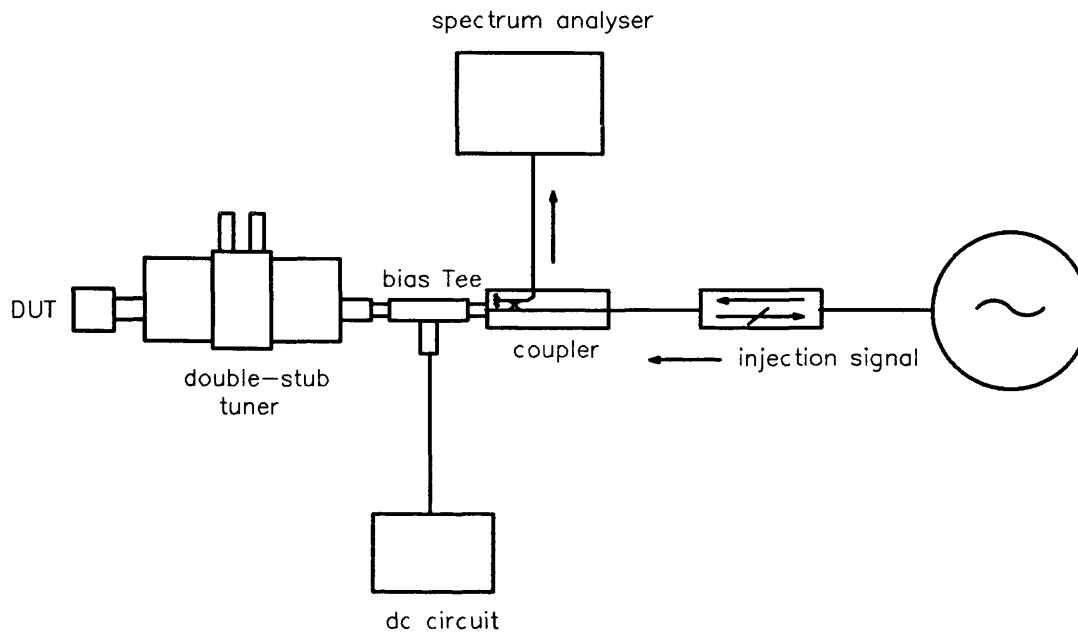 spectrum analyser
DUT
bias Tee
coupler
injection signal
double-stub
tuner
dc circuit